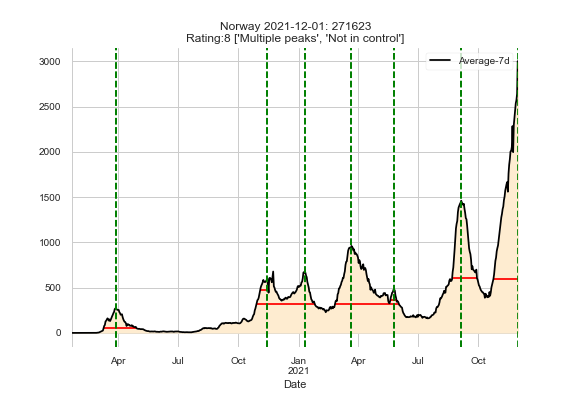 Norway 2021-12-01: 271623
Rating:8 ['Multiple peaks', 'Not in control']
Average-7d
3000
2500
2000
1500
1000
500
0
Apr
Jul
Oct
Jan
2021
Apr
Jul
Oct
Date